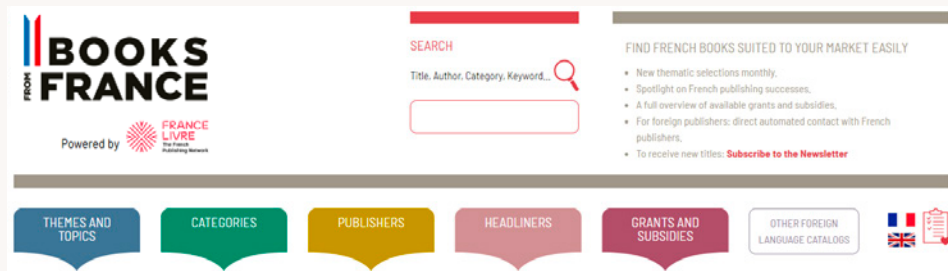 BOOKS
FROM FRANCE
Powered by FRANCE
LIVRE
The French
Publishing Network
SEARCH
Title. Author. Category. Keyword...
FIND FRENCH BOOKS SUITED TO YOUR MARKET EASILY
• New thematic selections monthly.
• Spotlight on French publishing successes.
• A full overview of available grants and subsidies.
• For foreign publishers: direct automated contact with French
publishers.
• To receive new titles: Subscribe to the Newsletter
THEMES AND
TOPICS
CATEGORIES
PUBLISHERS
HEADLINERS
GRANTS AND
SUBSIDIES
OTHER FOREIGN
LANGUAGE CATALOGS